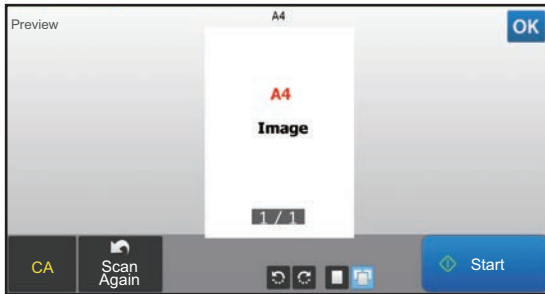 A4
Preview
OK
A4
Image
1 / 1
CA
Scan
Again
Start